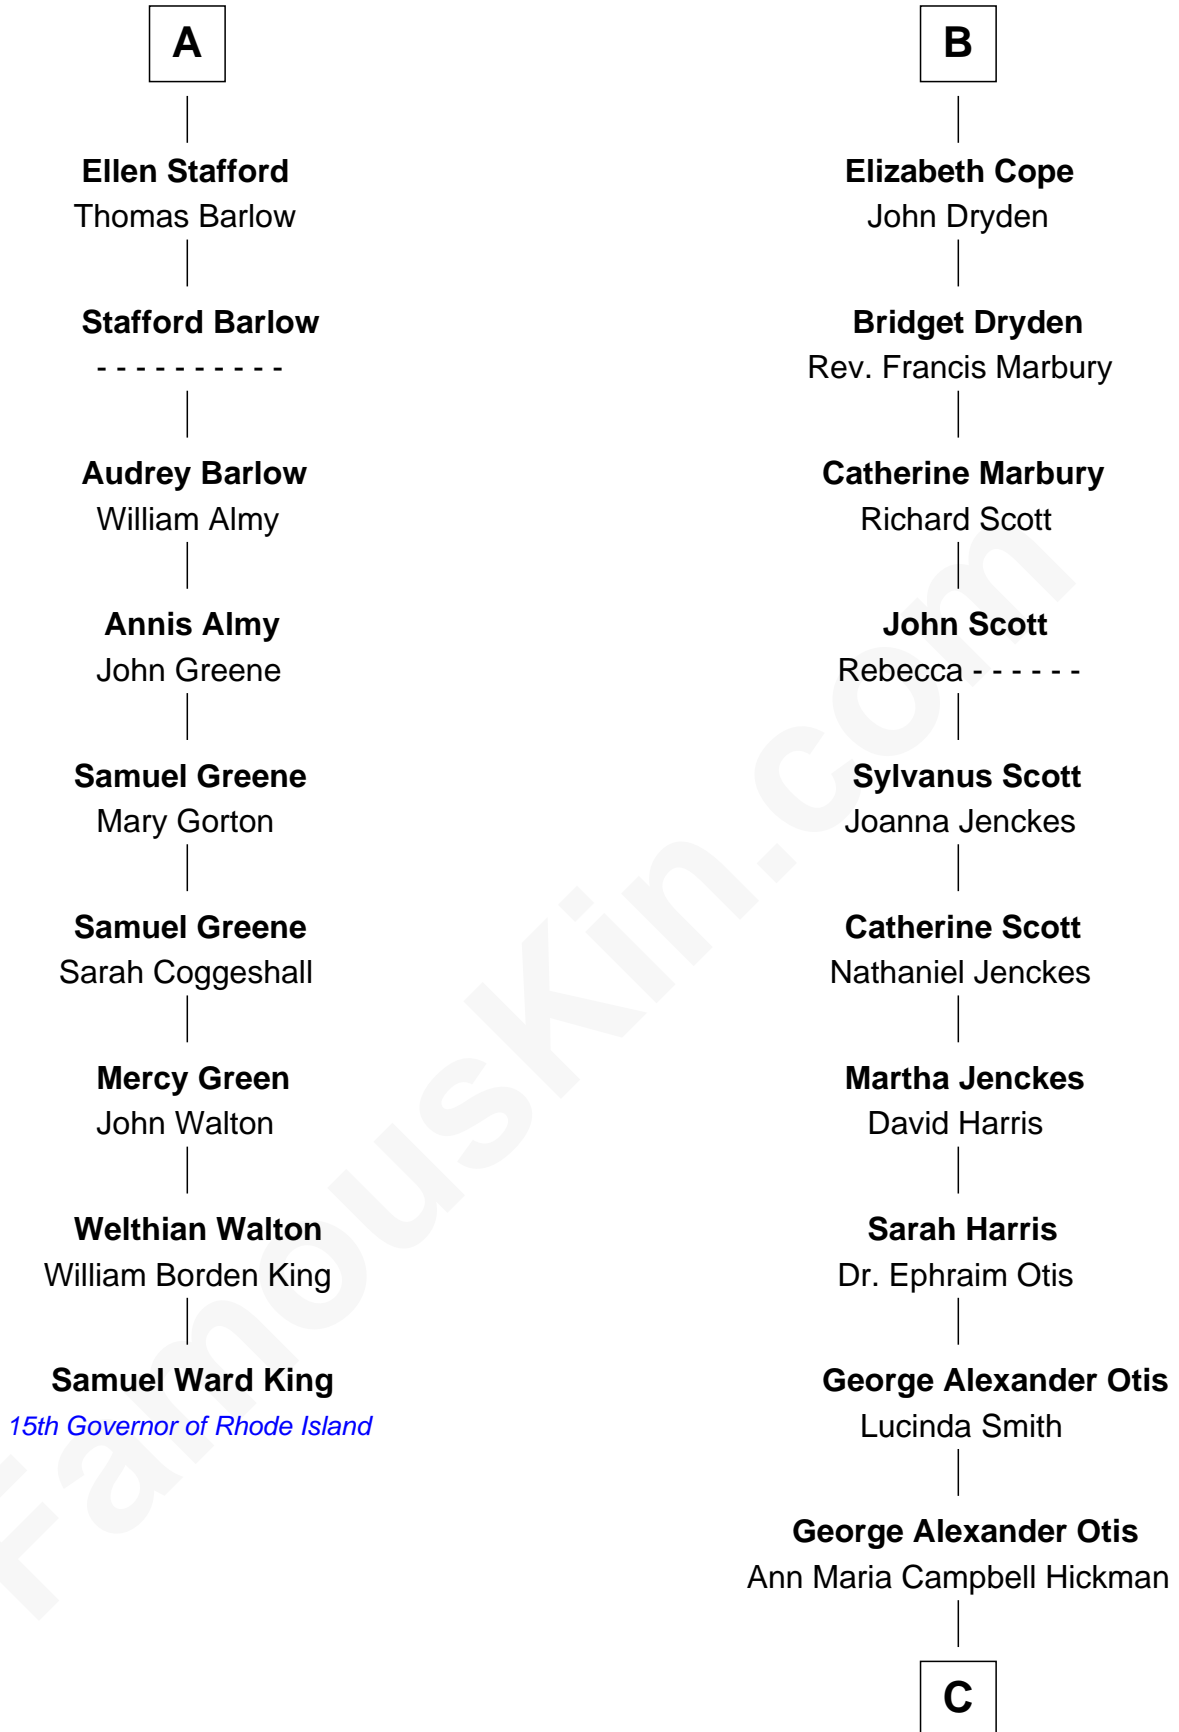 A
Ellen Stafford
Thomas Barlow
Stafford Barlow
- - - - - - - - - -
Audrey Barlow
William Almy
Annis Almy
John Greene
Samuel Greene
Mary Gorton
Samuel Greene
Sarah Coggeshall
Mercy Green
John Walton
Welthian Walton
William Borden King
Samuel Ward King
15th Governor of Rhode Island
B
Elizabeth Cope
John Dryden
Bridget Dryden
Rev. Francis Marbury
Catherine Marbury
Richard Scott
John Scott
Rebecca - - - - - -
Sylvanus Scott
Joanna Jenckes
Catherine Scott
Nathaniel Jenckes
Martha Jenckes
David Harris
Sarah Harris
Dr. Ephraim Otis
George Alexander Otis
Lucinda Smith
George Alexander Otis
Ann Maria Campbell Hickman
C
FamousKin.com